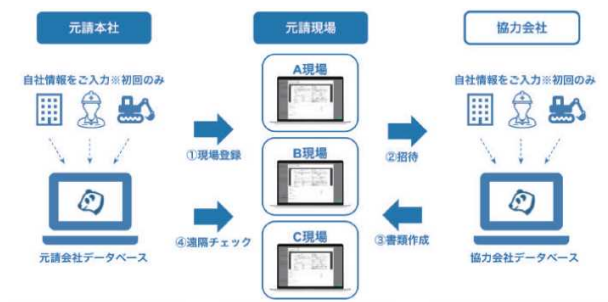 元請本社
元請現場
協力会社
自社情報をご入力※初回のみ
A現場
自社情報をご入力※初回のみ
①現場登録
②招待
B現場
④遠隔チェック
C現場
③書類作成
元請会社データベース
協力会社データベース